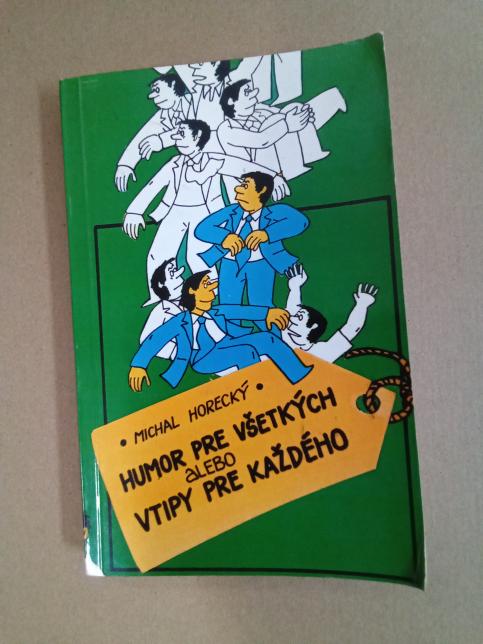 • MICHAL HORECKÝ •
HUMOR PRE VŠETKÝCH
aLEBO
VTIPY PRE KAŽDÉHO